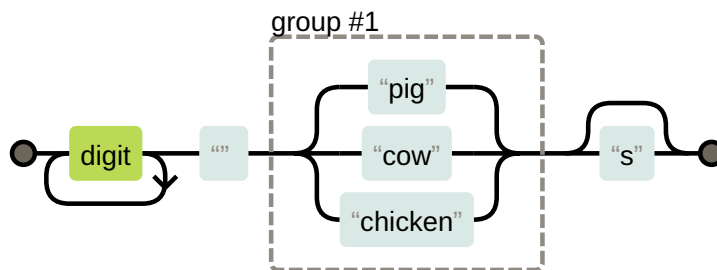 group #1
“pig”
digit “ ” “cow” “s”
“chicken”